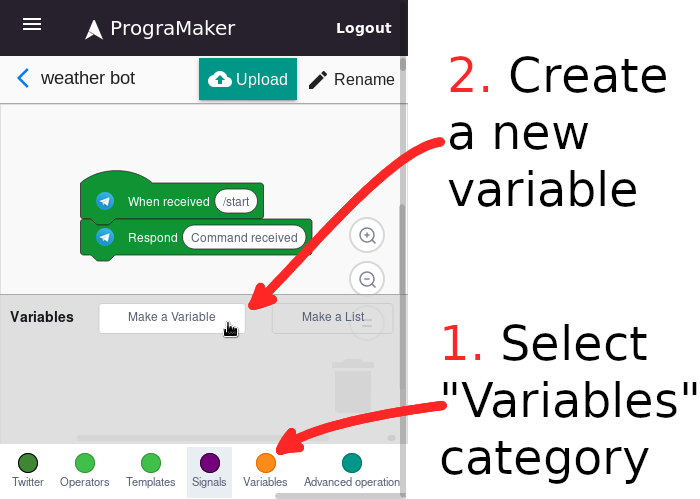 PrograMaker
Logout
weather bot
Upload
Rename
When received /start
Respond Command received
Variables
Make a Variable
Make a List
Twitter
Operators
Templates
Signals
Variables
Advanced operation
2. Create
a new
variable
1. Select
"Variables"
category